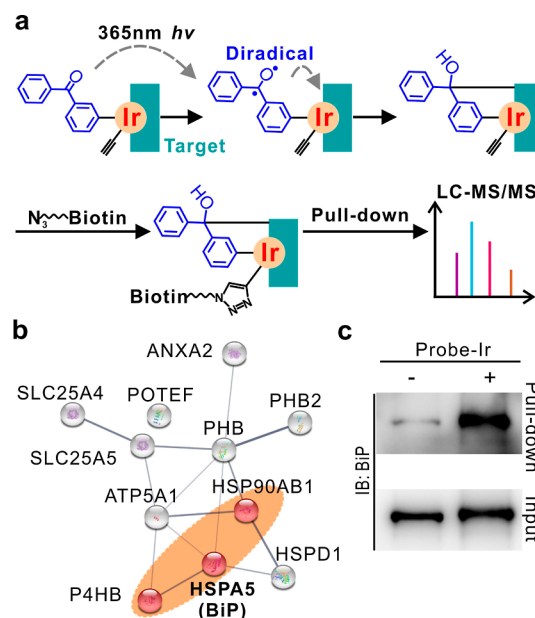 a
365nm hv
Diradical
O
O
HO
Ir
Ir
Ir
Target
N3 Biotin
HO
Ir
Biotin
N
N
N
Pull-down
LC-MS/MS
b
ANXA2
SLC25A4
POTEF
PHB2
PHB
SLC25A5
ATP5A1
HSP90AB1
HSPD1
P4HB
HSPA5
(BiP)
c
Probe-Ir
- +
IB: BiP
Pull-down
Input